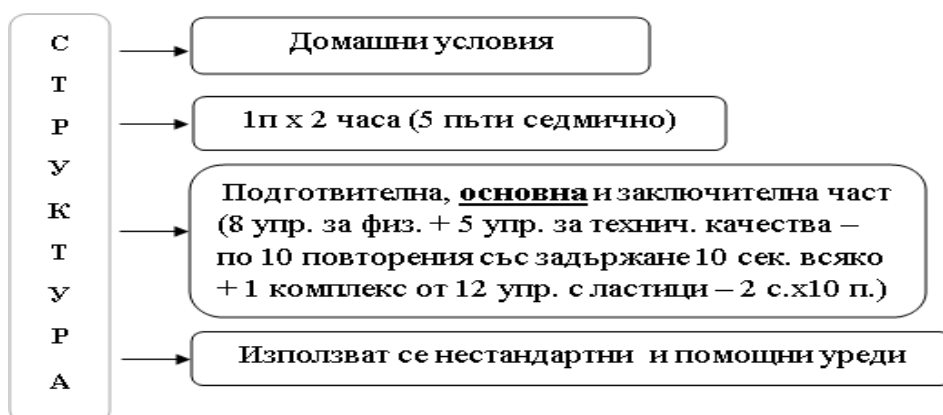 С
Т
Р
У
К
Т
У
Р
А
Домашни условия
1п х 2 часа (5 пъти седмично)
Подготвителна, основна и заключителна част
(8 упр. за физ. + 5 упр. за технич. качества –
по 10 повторения със задържане 10 сек. всяко
+ 1 комплекс от 12 упр. с ластици – 2 с.х10 п.)
Използват се нестандартни и помощни уреди